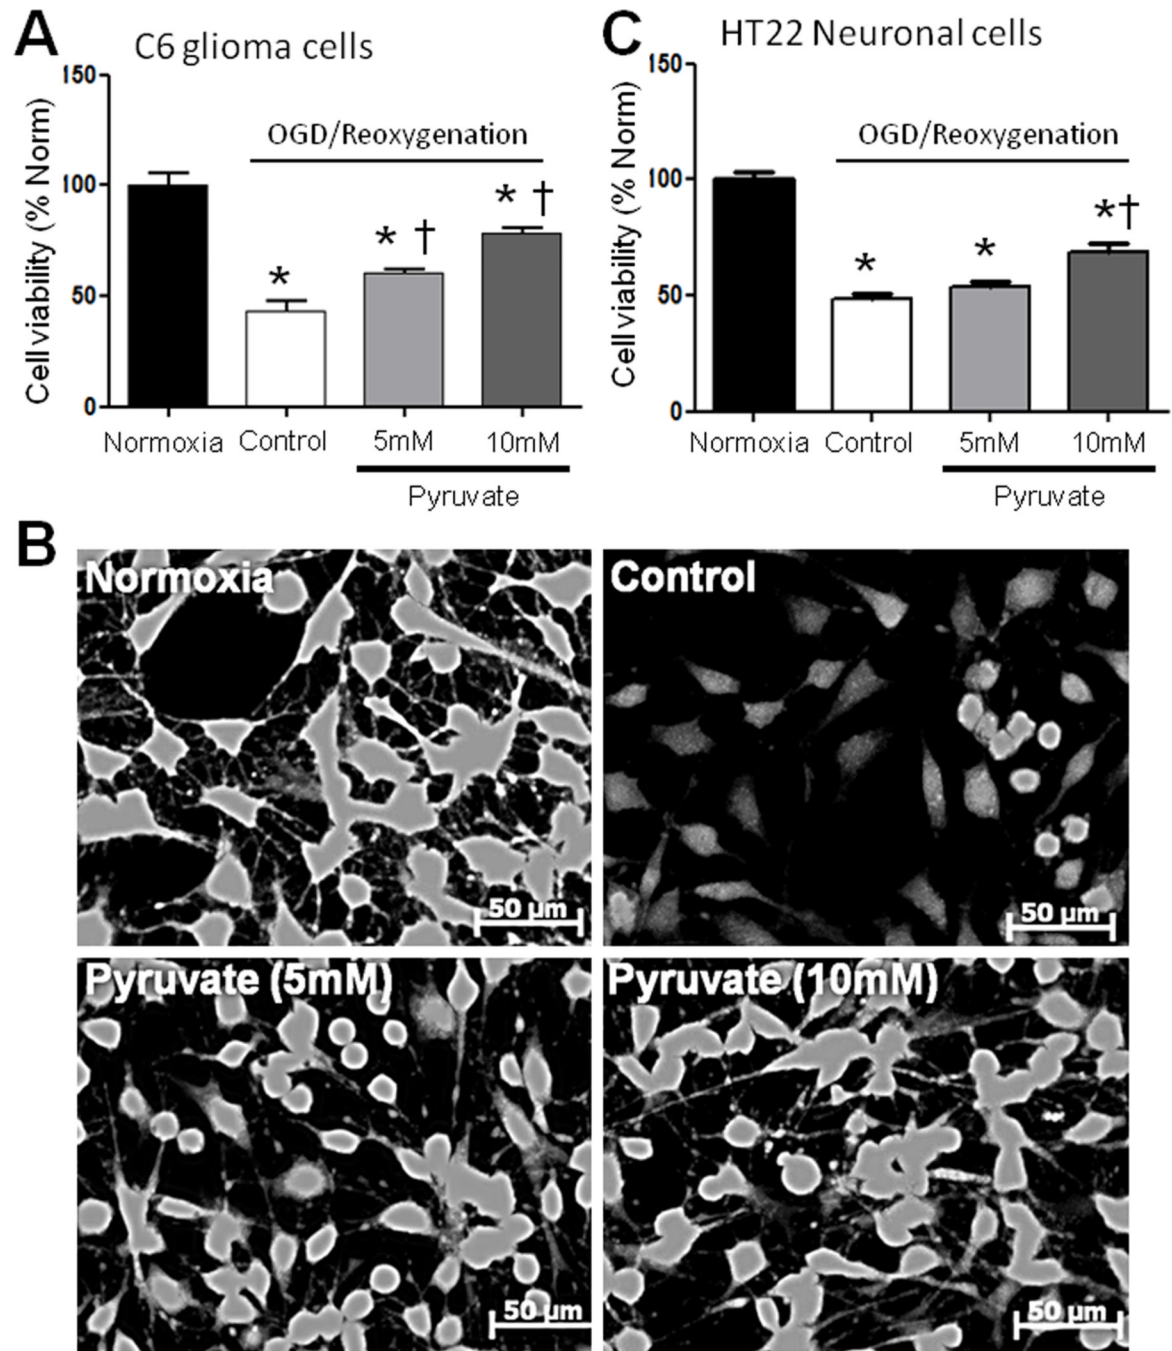 A
C6 glioma cells
150
100
50
0
Cell viability (% Norm)
OGD/Reoxygenation
* 
* †
* †
Normoxia Control 5mM 10mM
Pyruvate
C
HT22 Neuronal cells
150
100
50
0
Cell viability (% Norm)
OGD/Reoxygenation
*
*
*†
Normoxia Control 5mM 10mM
Pyruvate
B
Normoxia
50 µm
Control
50 µm
Pyruvate (5mM)
50 µm
Pyruvate (10mM)
50 µm